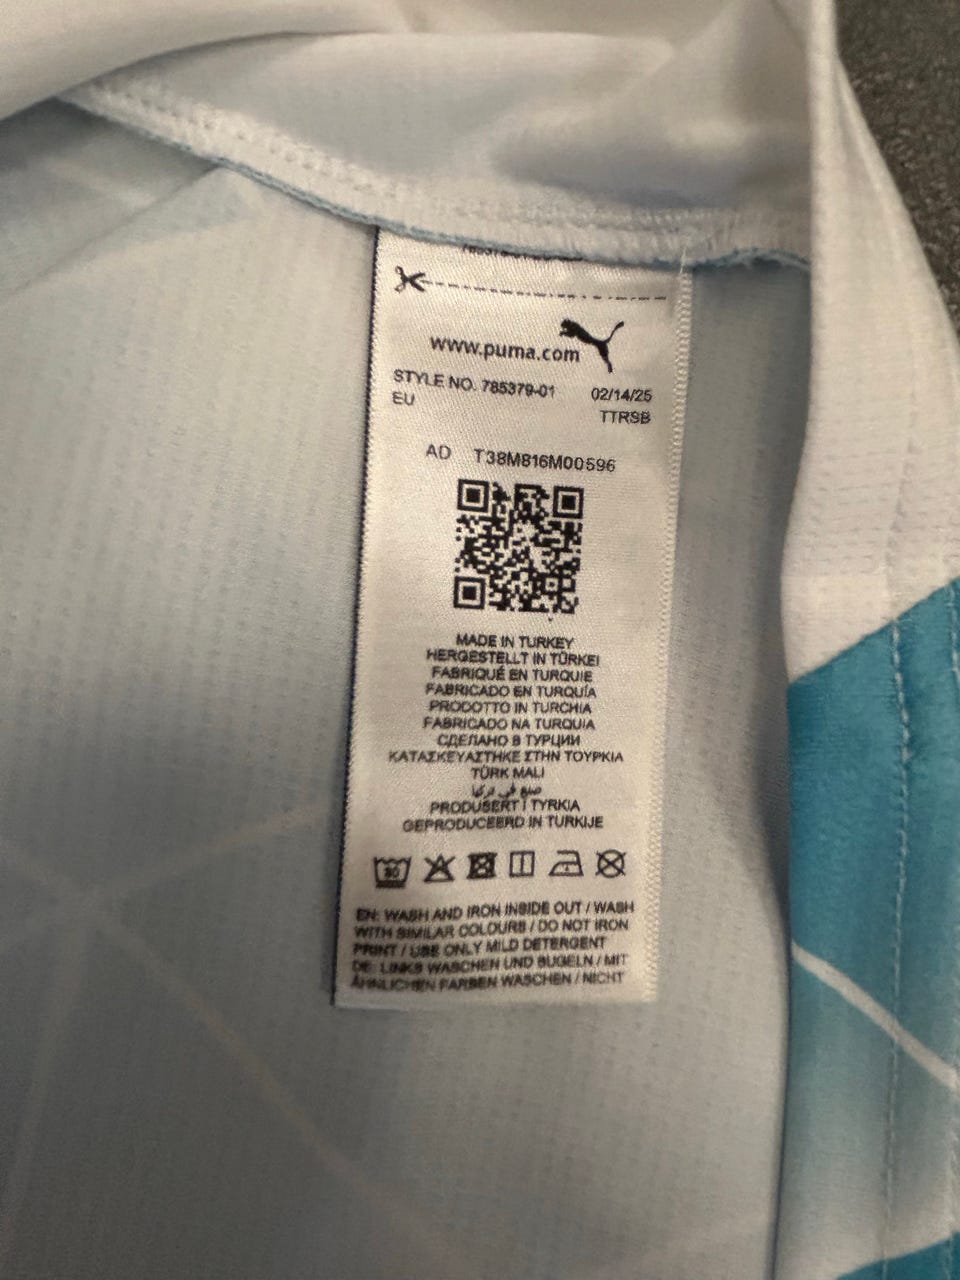 www.puma.com
STYLE NO. 785379-01 02/14/25
EU TTRSB
AD T38M816M00596
MADE IN TURKEY
HERGESTELLT IN TÜRKEI
FABRIQUÉ EN TURQUIE
FABRICADO EN TURQUÍA
PRODOTTO IN TURCHIA
FABRICADO NA TURQUIA
СДЕЛАНО В ТУРЦИИ
ΚΑΤΑΣΚΕΥΑΣΤΗΚΕ ΣΤΗΝ ΤΟΥΡΚΙΑ
TÜRK MALI
صنع في تركيا
PRODUSERT I TYRKIA
GEPRODUCEERD IN TURKIJE
30
EN: WASH AND IRON INSIDE OUT / WASH
WITH SIMILAR COLOURS / DO NOT IRON
PRINT / USE ONLY MILD DETERGENT
DE: LINKS WASCHEN UND BÜGELN / MIT
ÄHNLICHEN FARBEN WASCHEN / NICHT